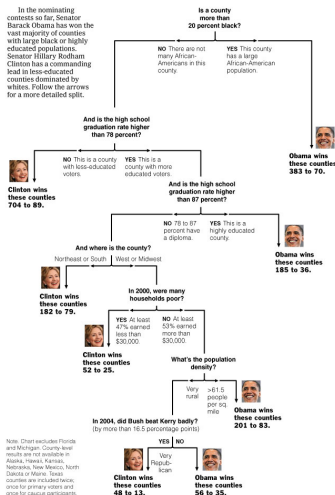 In the nominating
contests so far, Senator
Barack Obama has won the
vast majority of counties
with large black or highly
educated populations.
Senator Hillary Rodham
Clinton has a commanding
lead in less-educated
counties dominated by
whites. Follow the arrows
for a more detailed split.
Is a county
more than
20 percent black?
NO There are not
many African-
Americans in this
county.
YES This county
has a large
African-American
population.
Obama wins
these counties
383 to 70.
And is the high school
graduation rate higher
than 78 percent?
NO This is a county
with less-educated
voters.
YES This is a
county with more
educated voters.
Clinton wins
these counties
704 to 89.
And is the high school
graduation rate higher
than 87 percent?
NO 78 to 87
percent have
a diploma.
YES This is a
highly educated
county.
Obama wins
these counties
185 to 36.
And where is the county?
Northeast or South
West or Midwest
Clinton wins
these counties
182 to 79.
In 2000, were many
households poor?
YES At least
47% earned
less than
$30,000.
NO At least
53% earned
more than
$30,000.
Clinton wins
these counties
52 to 25.
What's the population
density?
Very
rural
>61.5
people
per sq.
mile
Obama wins
these counties
201 to 83.
In 2004, did Bush beat Kerry badly?
(by more than 16.5 percentage points)
YES
NO
Very
Repub-
lican
Clinton wins
these counties
48 to 13.
Obama wins
these counties
56 to 35.
Note: Chart excludes Florida
and Michigan. County-level
results are not available in
Alaska, Hawaii, Kansas,
Nebraska, New Mexico, North
Dakota or Maine. Texas
counties are included twice;
once for primary voters and
once for caucus participants.